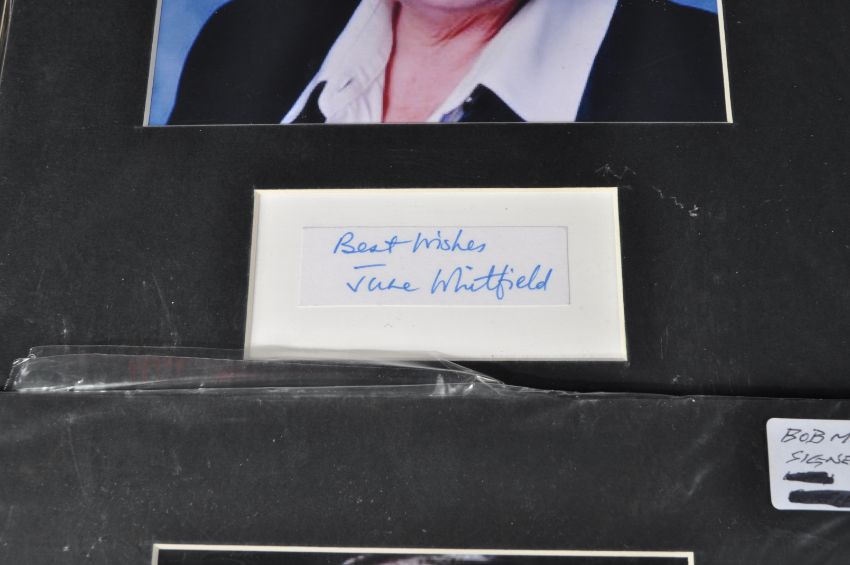 Best Wishes
June Whitfield
BOB M
SIGNE